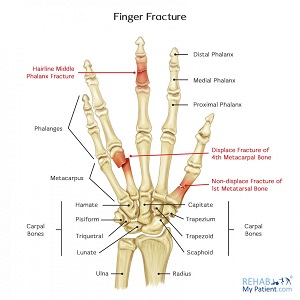 Finger Fracture
Hairline Middle
Phalanx Fracture
Distal Phalanx
Medial Phalanx
Proximal Phalanx
Phalanges
Displace Fracture of
4th Metacarpal Bone
Metacarpus
Non-displace Fracture of
1st Metatarsal Bone
Hamate
Pisiform
Triquetral
Lunate
Carpal
Bones
Capitate
Trapezium
Trapezoid
Scaphoid
Carpal
Bones
Ulna
Radius
REHAB
My Patient.com